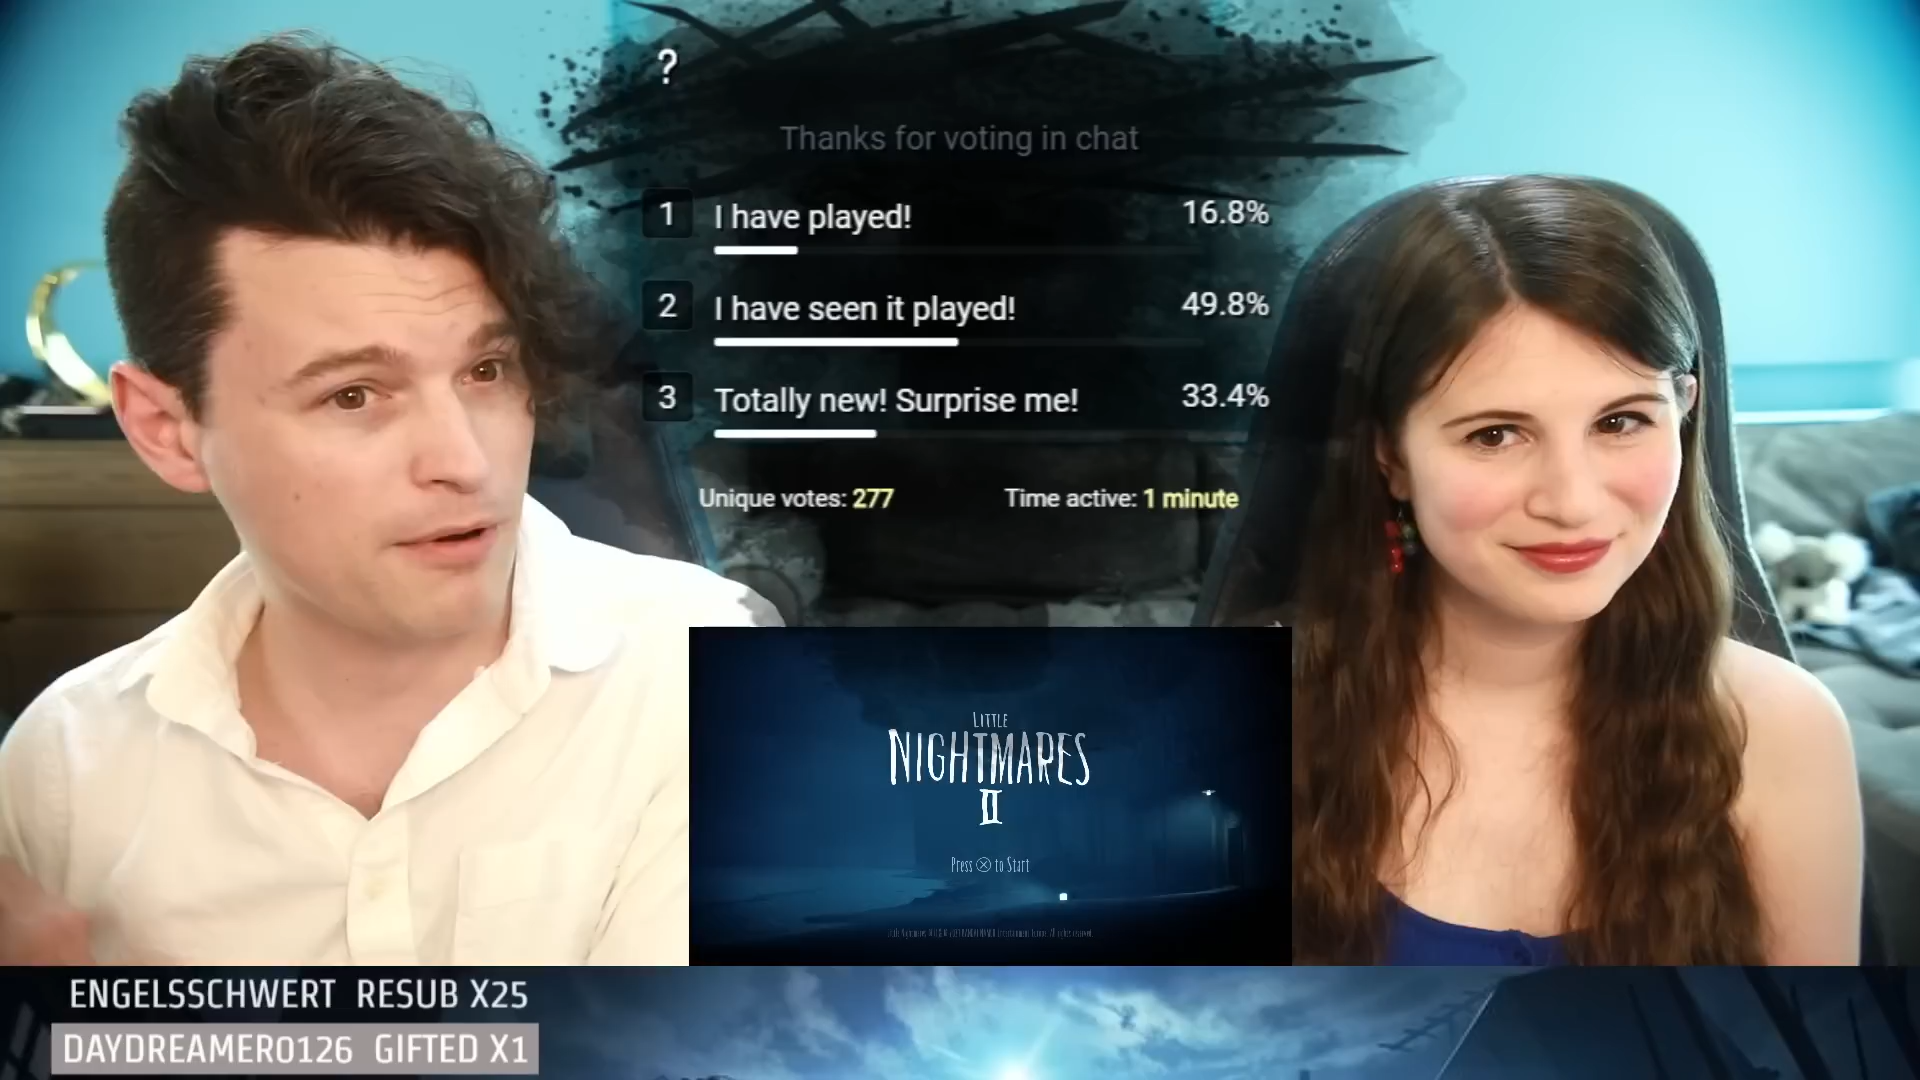 ?
Thanks for voting in chat
1 I have played! 16.8%
2 I have seen it played! 49.8%
3 Totally new! Surprise me! 33.4%
Unique votes: 277 Time active: 1 minute
LITTLE
NIGHTMARES
II
Press ⓧ to Start
ENGELSSCHWERT RESUB X25
DAYDREAMER0126 GIFTED X1